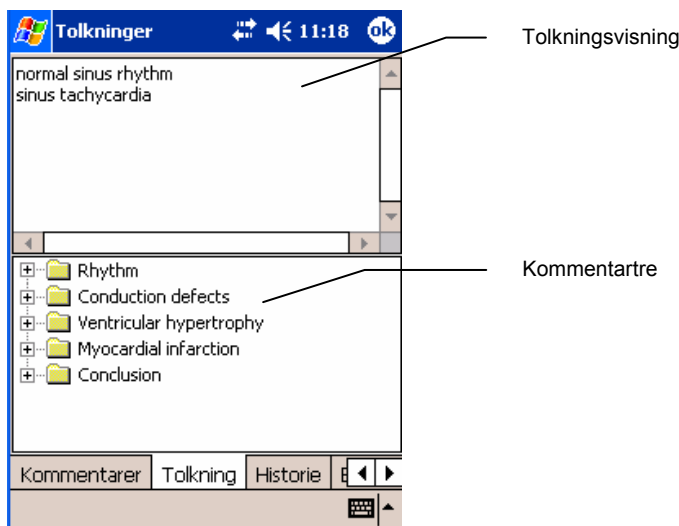 Tolkninger 11:18 ok
Tolkningsvisning
normal sinus rhythm
sinus tachycardia
Kommentartre
Rhythm
Conduction defects
Ventricular hypertrophy
Myocardial infarction
Conclusion
Kommentarer Tolkning Historie